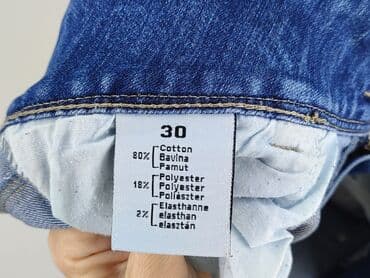 30
80% Cotton
Bavlna
Pamut
18% Polyester
Polyester
Poliészter
2% Elasthanne
elasthan
elasztán